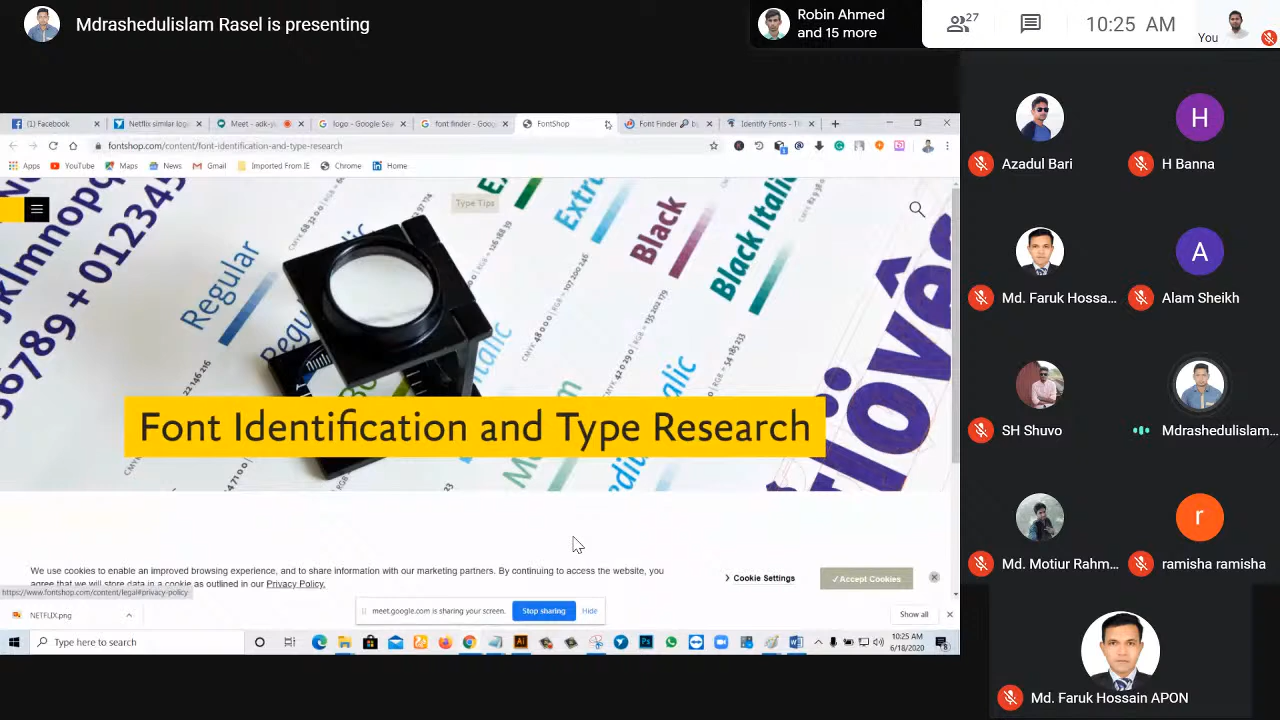 Mdrashedulislam Rasel is presenting
Robin Ahmed
and 15 more
27
10:25 AM
You
(1) Facebook
Netflix similar log
Meet - adk-y
logo - Google Sea
font finder - Goog
FontShop
Font Finder
Identify Fonts - Ti
fontshop.com/content/font-identification-and-type-research
Apps
YouTube
Maps
News
Gmail
Imported From IE
Chrome
Home
Type Tips
jklmnopq
56789 + 012345
Regular
Extra
Black
Black Italic
Font Identification and Type Research
We use cookies to enable an improved browsing experience, and to share information with our marketing partners. By continuing to access the website, you
agree that we will store data in a cookie as outlined in our Privacy Policy.
Cookie Settings
✓Accept Cookies
https://www.fontshop.com/content/legal#privacy-policy
NETFLIX.png
meet.google.com is sharing your screen.
Stop sharing
Hide
Show all
Type here to search
10:25 AM
6/18/2020
Azadul Bari
H
H Banna
Md. Faruk Hossa...
A
Alam Sheikh
SH Shuvo
Mdrashedulislam...
Md. Motiur Rahm...
r
ramisha ramisha
Md. Faruk Hossain APON